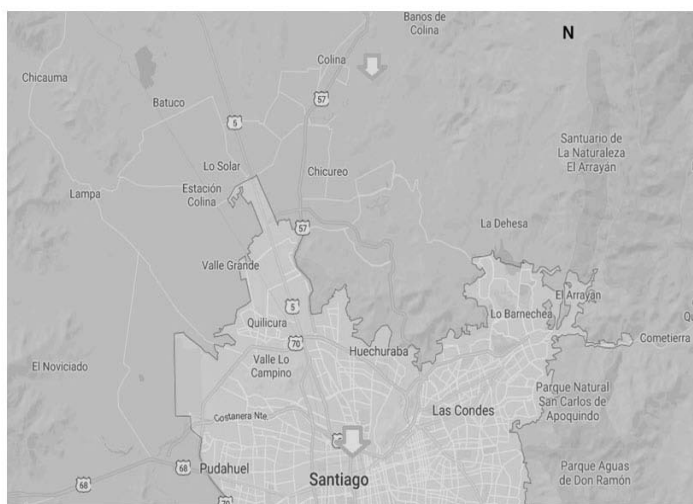 Banos de
Colina
N
Colina
Chicauma
57
Batuco
5
Santuario de
La Naturaleza
El Arrayán
Lo Solar
Chicureo
Estación
Colina
Lampa
La Dehesa
57
Valle Grande
El Arrayán
5
Lo Barnechea
Quilicura
Cometierra
70
Huechuraba
Valle Lo
Campino
El Noviciado
Parque Natural
San Carlos de
Apoquindo
Las Condes
Costanera Nte
68
Pudahuel
Santiago
Parque Aguas
de Don Ramón
68
70